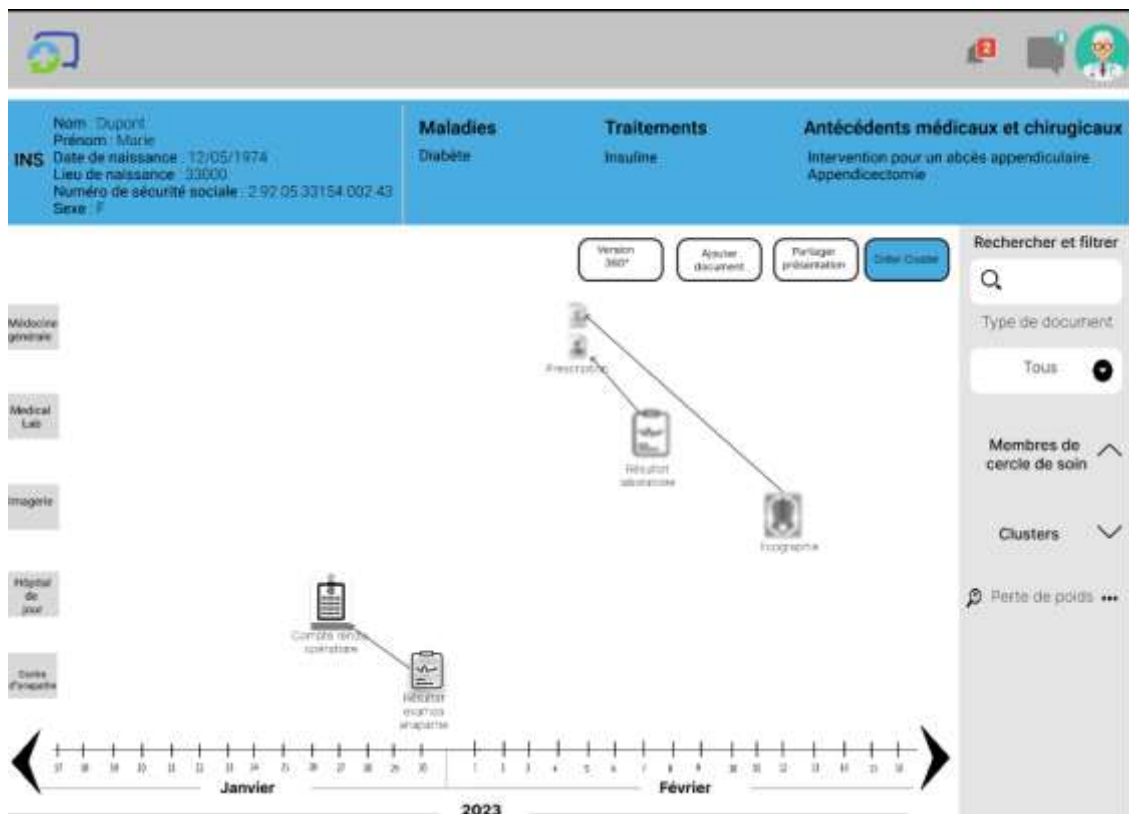 2
Nom : Dupont
Prénom : Marie
INS
Date de naissance : 12/05/1974
Lieu de naissance : 33000
Numéro de sécurité sociale : 2 92 05 33154 002 43
Sexe : F
Maladies
Diabète
Traitements
Insuline
Antécédents médicaux et chirugicaux
Intervention pour un abcès appendiculaire
Appendicectomie
Version
360°
Ajouter
document
Partager
présentation
Créer Cluster
Rechercher et filtrer
Type de document
Tous
Membres de
cercle de soin
Clusters
Perte de poids
Médecine
générale
Medical
Lab
Imagerie
Hôpital
de
jour
Prescription
Résultat
laboratoire
Compte rendu
opératoire
Résultat
Janvier
Février
2023